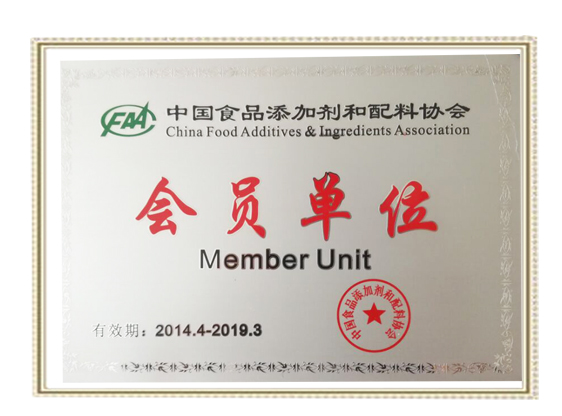 CFAA 中国食品添加剂和配料协会
China Food Additives & Ingredients Association
会员单位
Member Unit
有效期：2014.4-2019.3
中国食品添加剂和配料协会